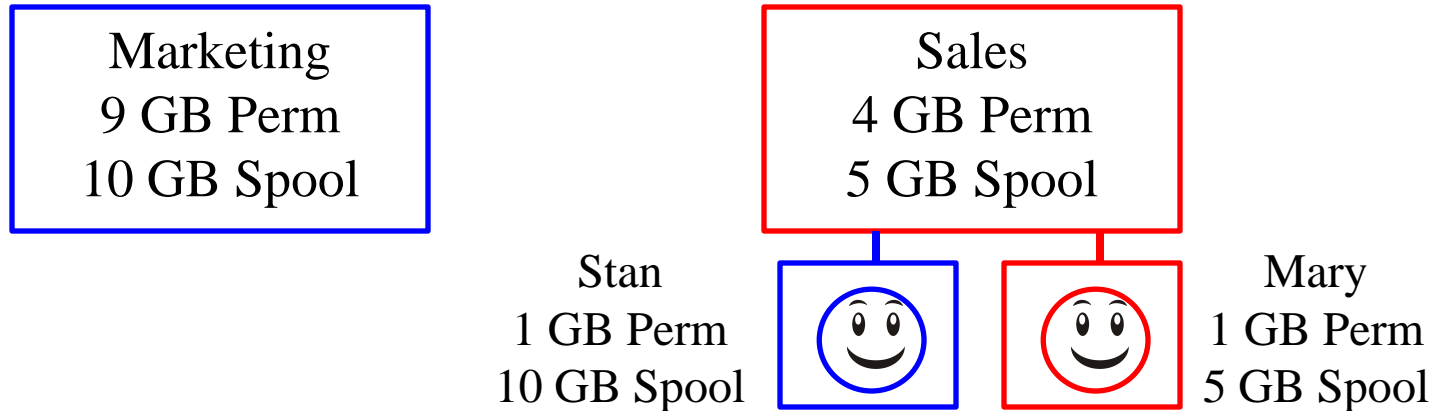 Marketing
9 GB Perm
10 GB Spool
Sales
4 GB Perm
5 GB Spool
Stan
1 GB Perm
10 GB Spool
Mary
1 GB Perm
5 GB Spool